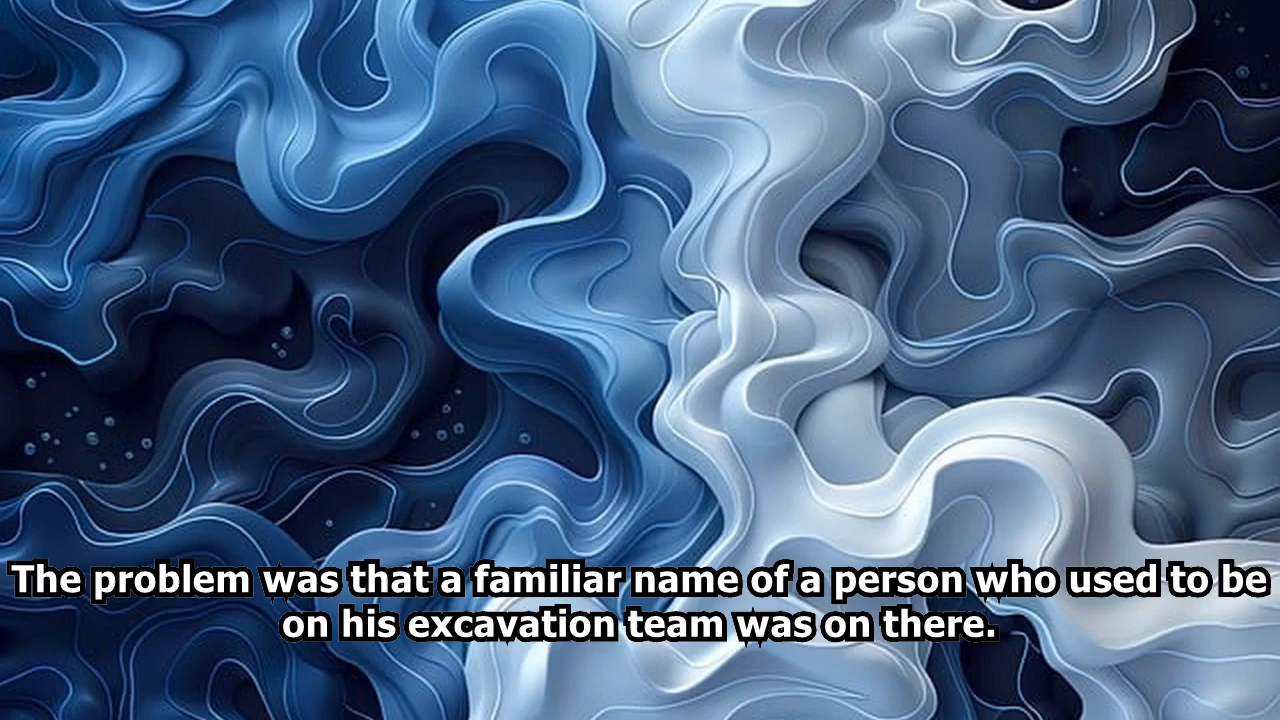 The problem was that a familiar name of a person who used to be
on his excavation team was on there.